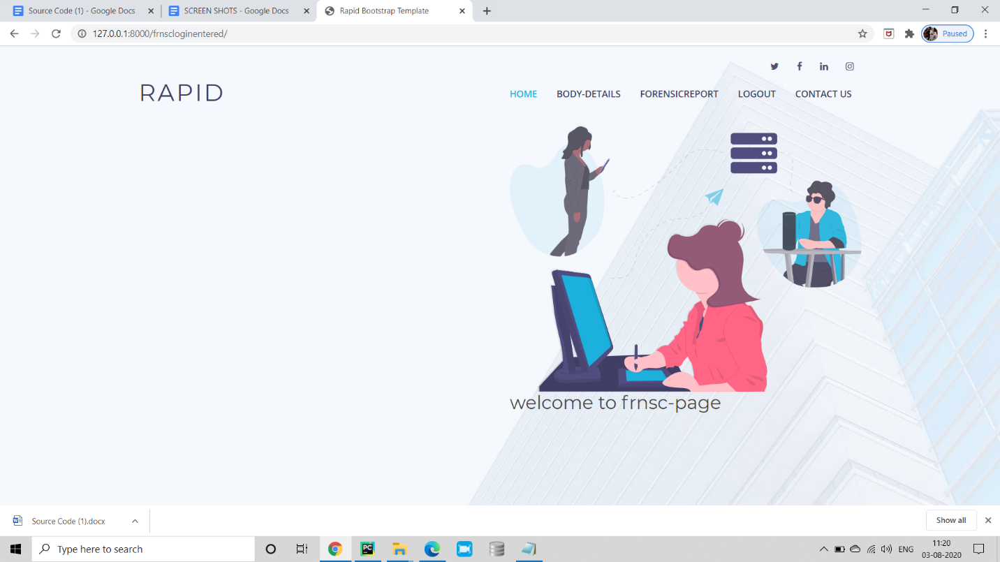 Source Code (1) - Google Docs
SCREEN SHOTS - Google Docs
Rapid Bootstrap Template
127.0.0.1:8000/frnscloginentered/
Paused
RAPID
HOME BODY-DETAILS FORENSICREPORT LOGOUT CONTACT US
welcome to frnsc-page
Source Code (1).docx
Show all
Type here to search
PC
ENG
11:20
03-08-2020